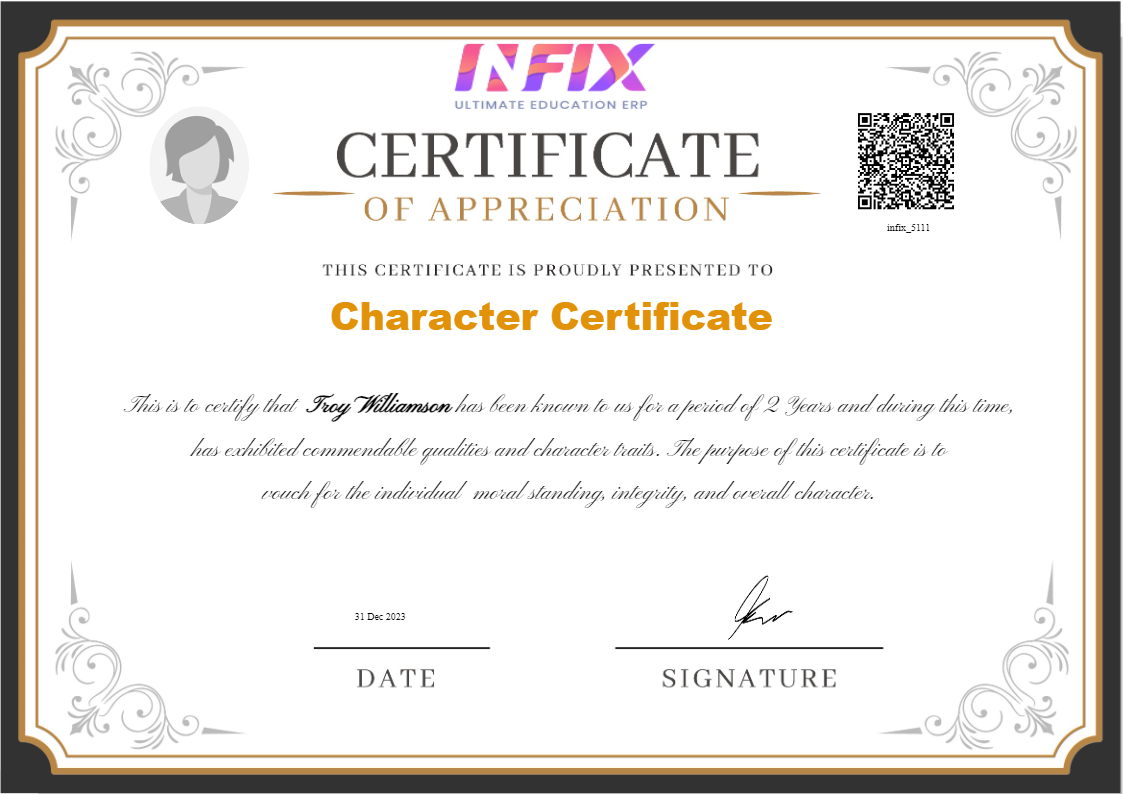 INFIX
ULTIMATE EDUCATION ERP
CERTIFICATE
OF APPRECIATION
infix_5111
THIS CERTIFICATE IS PROUDLY PRESENTED TO
Character Certificate
This is to certify that Troy Williamson has been known to us for a period of 2 Years and during this time,
has exhibited commendable qualities and character traits. The purpose of this certificate is to
vouch for the individual moral standing, integrity, and overall character.
31 Dec 2023
DATE
SIGNATURE